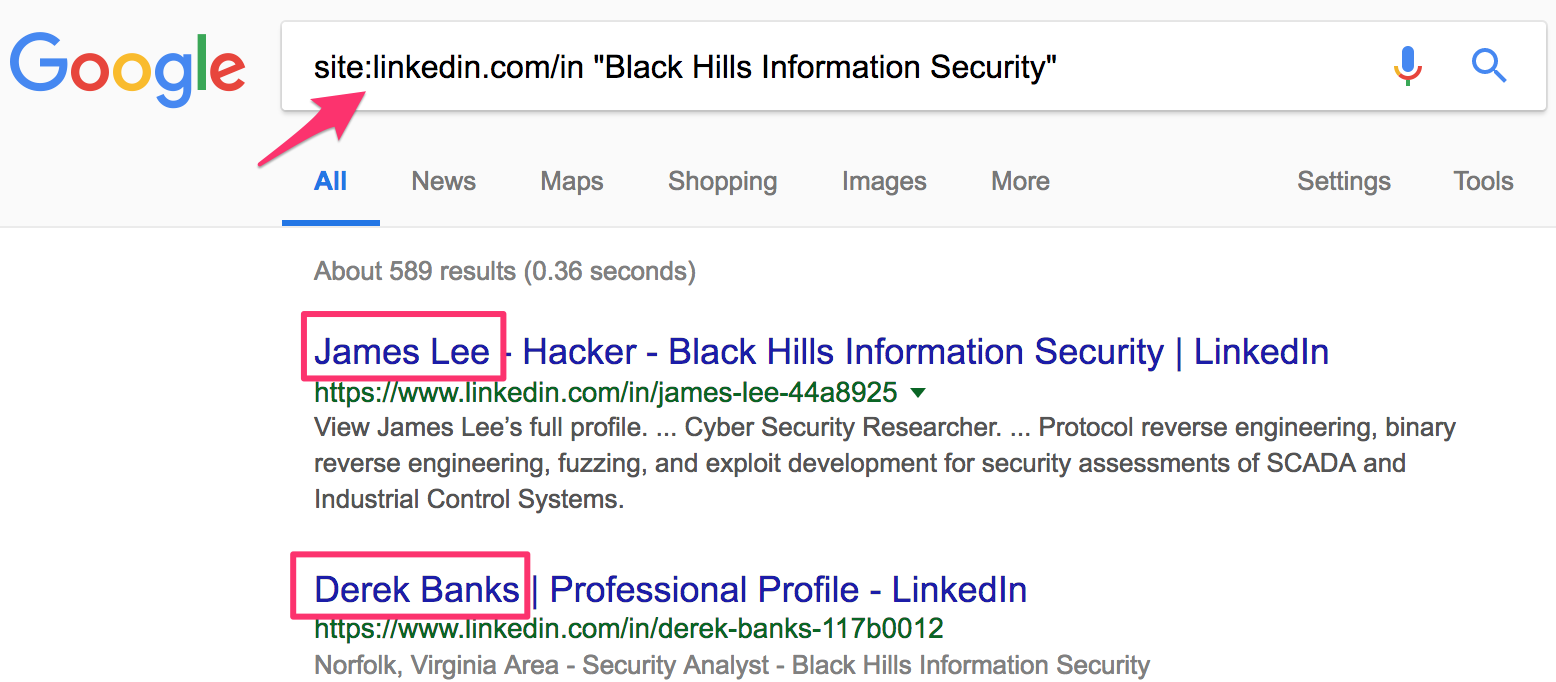 Google
site:linkedin.com/in "Black Hills Information Security"
All News Maps Shopping Images More Settings Tools
About 589 results (0.36 seconds)
James Lee - Hacker - Black Hills Information Security | LinkedIn
https://www.linkedin.com/in/james-lee-44a8925
View James Lee’s full profile. ... Cyber Security Researcher. ... Protocol reverse engineering, binary
reverse engineering, fuzzing, and exploit development for security assessments of SCADA and
Industrial Control Systems.
Derek Banks | Professional Profile - LinkedIn
https://www.linkedin.com/in/derek-banks-117b0012
Norfolk, Virginia Area - Security Analyst - Black Hills Information Security